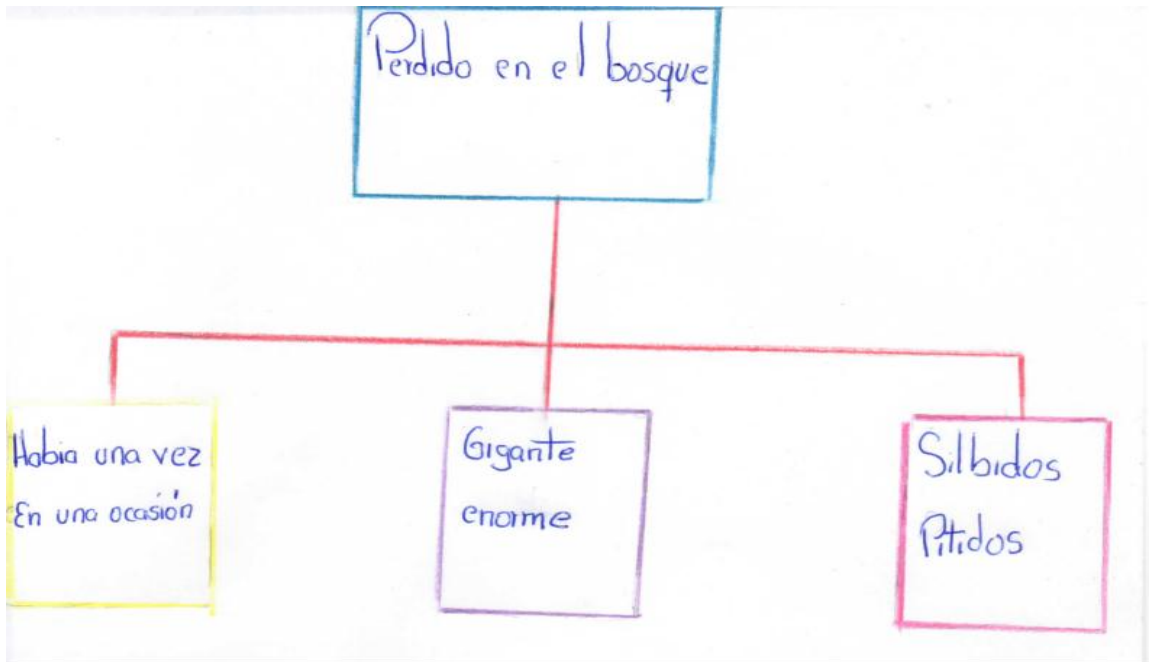 Perdido en el bosque
Habia una vez
En una ocasión
Gigante
enorme
Silbidos
Pitidos